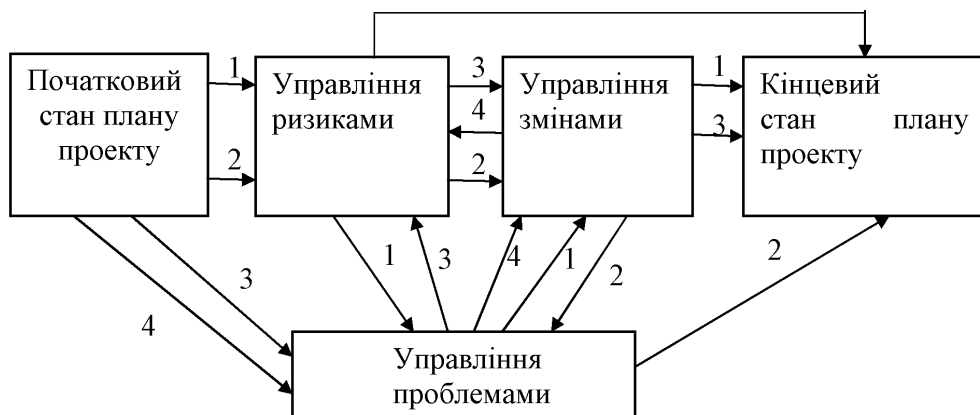 Початковий
стан плану
проекту
1
2
Управління
ризиками
3
4
2
Управління
змінами
1
3
Кінцевий
стан плану
проекту
3
4
1
3
4
1
2
2
Управління
проблемами